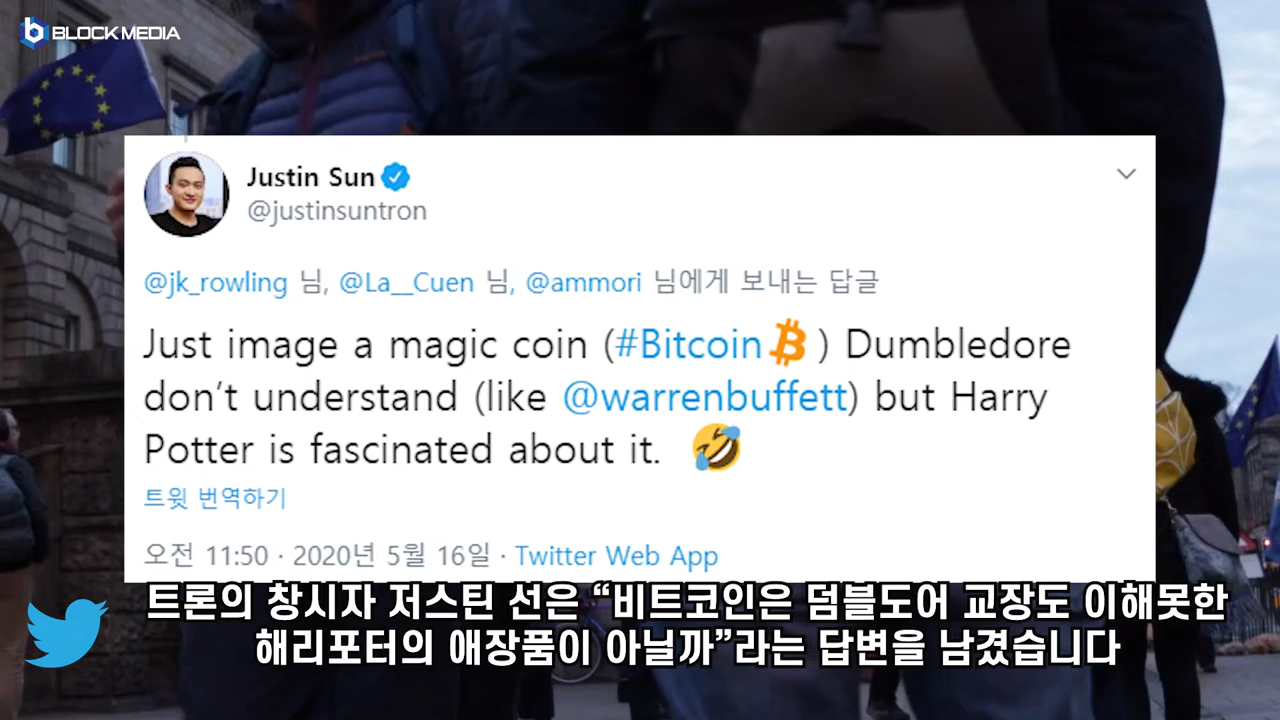 BLOCKMEDIA
Justin Sun
@justinsuntron
@jk_rowling 님, @La__Cuen 님, @ammori 님에게 보내는 답글
Just image a magic coin (#Bitcoin ) Dumbledore
don't understand (like @warrenbuffett) but Harry
Potter is fascinated about it. 🤣
트윗 번역하기
오전 11:50 · 2020년 5월 16일 · Twitter Web App
트론의 창시자 저스틴 선은 “비트코인은 덤블도어 교장도 이해못한
해리포터의 애장품이 아닐까”라는 답변을 남겼습니다